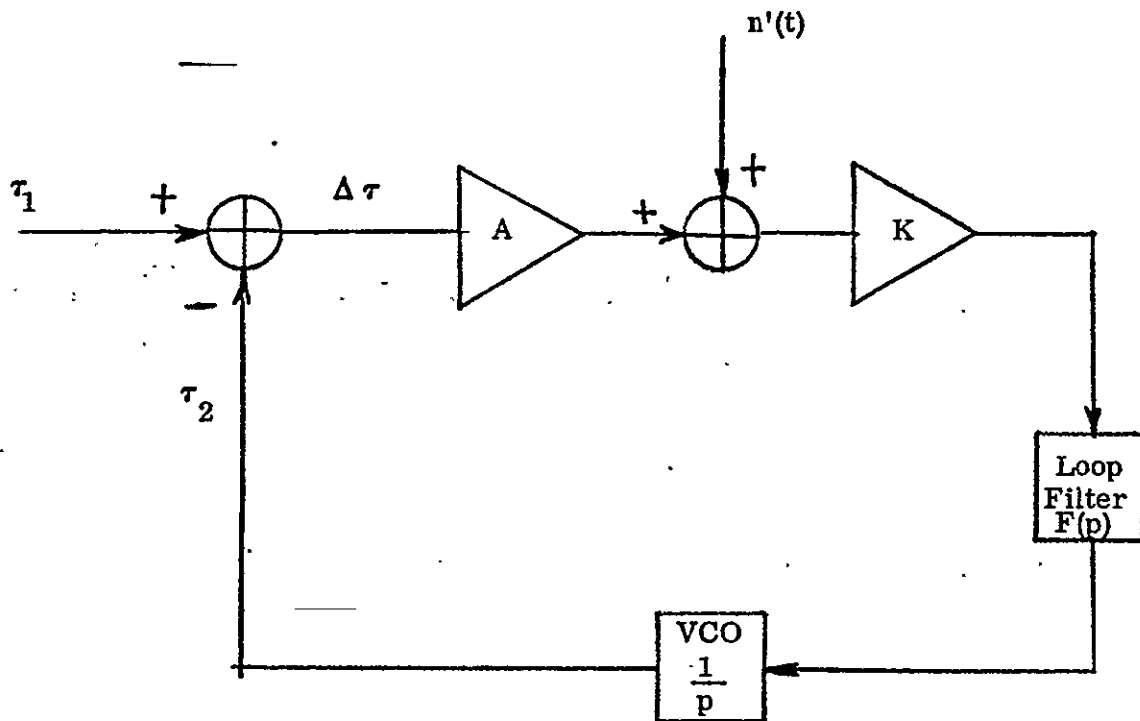 n'(t)
τ1
+
Δτ
A
+
+
K
−
τ2
Loop
Filter
F(p)
VCO
1
p